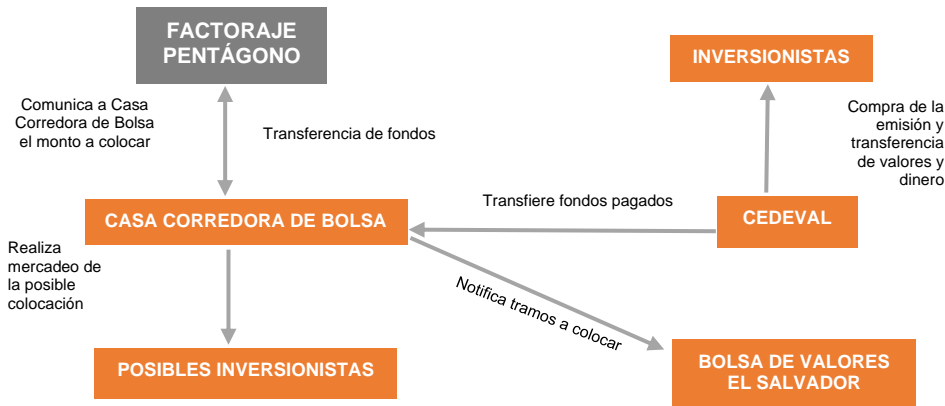 FACTORAJE
PENTÁGONO
INVERSIONISTAS
Comunica a Casa
Corredora de Bolsa
el monto a colocar
Transferencia de fondos
Compra de la
emisión y
transferencia
de valores y
dinero
CASA CORREDORA DE BOLSA
Transfiere fondos pagados
CEDEVAL
Realiza
mercadeo de
la posible
colocación
Notifica tramos a colocar
POSIBLES INVERSIONISTAS
BOLSA DE VALORES
EL SALVADOR